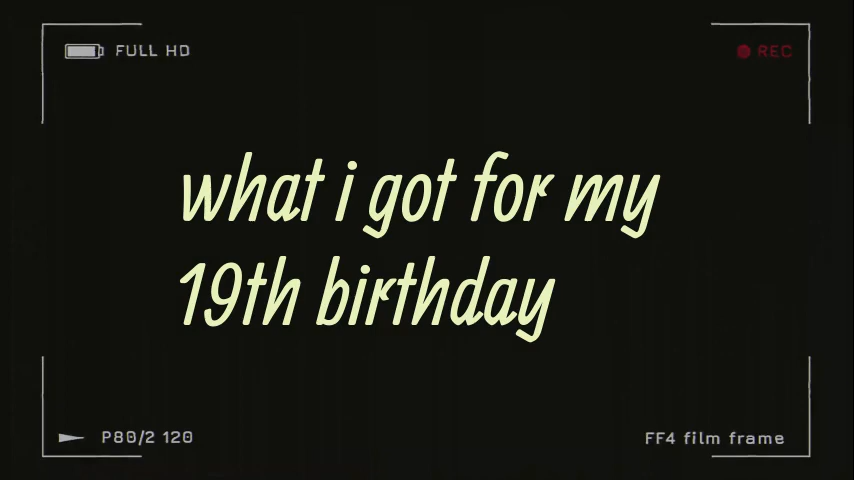 FULL HD
REC
what i got for my
19th birthday
P80/2 120
FF4 film frame